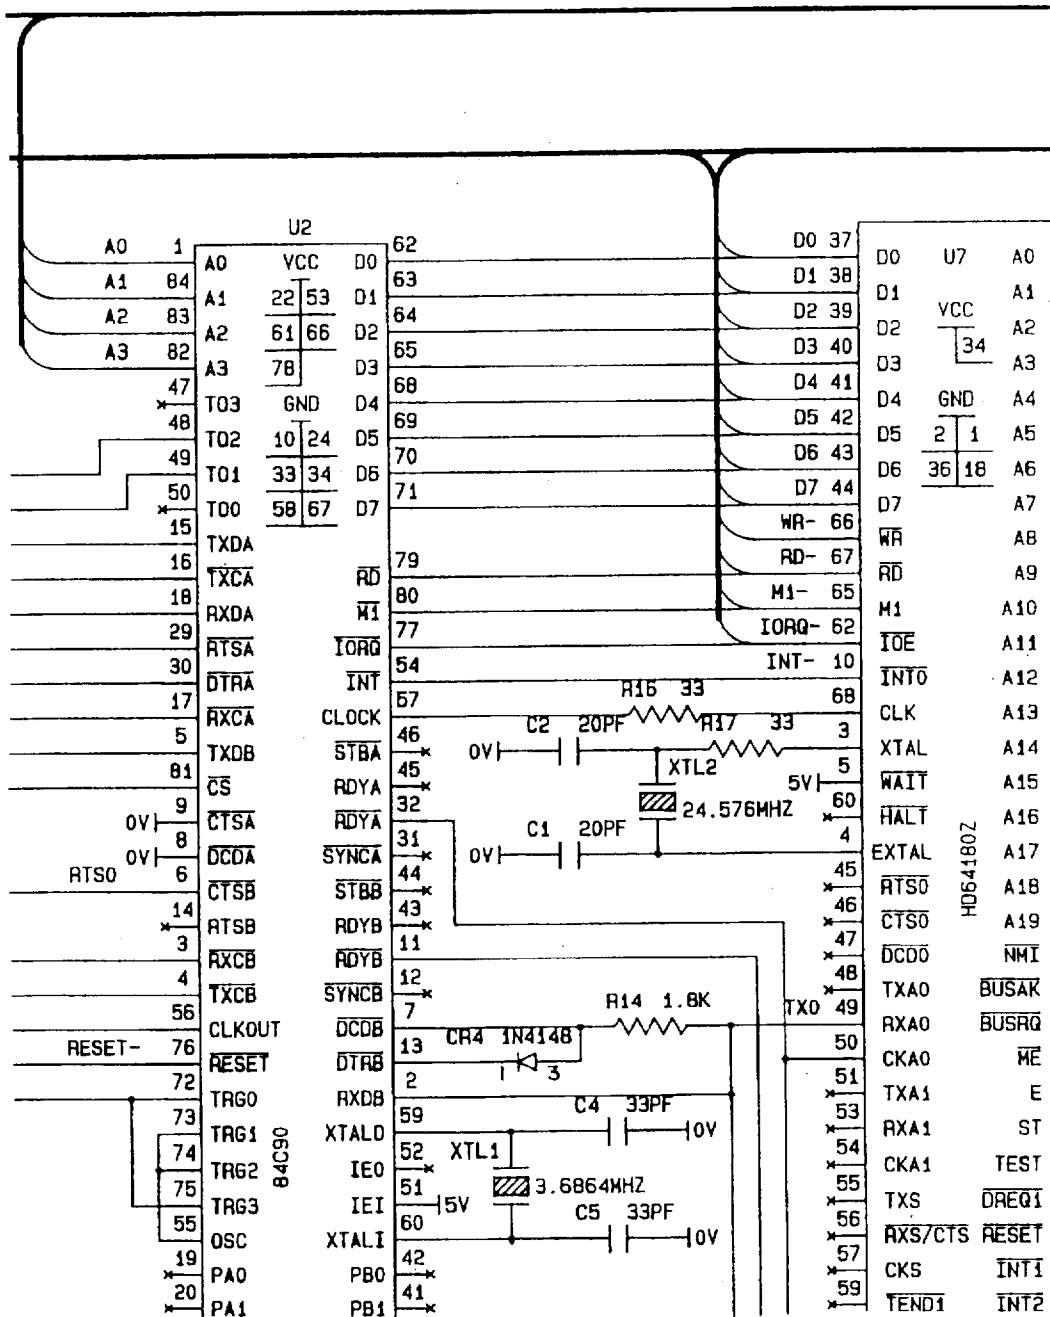 U2
A0 1 A0 VCC D0 62 D0 37 D0 U7 A0
A1 84 A1 22 53 D1 63 D1 38 D1 A1
A2 83 A2 61 66 D2 64 D2 39 D2 VCC A2
A3 82 A3 78 D3 65 D3 40 D3 34 A3
47 TO3 GND D4 68 D4 41 D4 GND A4
48 TO2 10 24 D5 69 D5 42 D5 2 1 A5
49 TO1 33 34 D6 70 D6 43 D6 36 18 A6
50 TO0 58 67 D7 71 D7 44 D7 A7
15 TXDA WR- 66 WR A8
16 TXCA RD 79 RD- 67 RD A9
18 RXDA M1 80 M1- 65 M1 A10
29 RTSA IORQ 77 IORQ- 62 IOE A11
30 DTRA INT 54 INT- 10 INTO A12
17 RXCA CLOCK 57 R16 33 68 CLK A13
5 TXDB STBA 46 0V C2 20PF R17 33 3 XTAL A14
81 CS RDYA 45 XTL2 5V 5 WAIT A15
0V 9 CTSA RDYA 32 24.576MHZ 60 HALT A16
0V 8 DCDA SYNCA 31 0V C1 20PF 4 EXTAL A17
RTS0 6 CTSB STBB 44 45 RTS0 A18
14 RTSB RDYB 43 46 CTS0 A19
3 RXCB RDYB 11 47 DCD0 NMI
4 TXCB SYNCB 12 48 TXA0 BUSAK
56 CLKOUT DCDB 7 R14 1.8K TX0 49 RXA0 BUSRQ
RESET- 76 RESET DTRB 13 CR4 1N4148 1 3 50 CKA0 ME
72 TRG0 RXDB 2 51 TXA1 E
73 TRG1 XTALO 59 C4 33PF 0V 53 RXA1 ST
74 TRG2 IEO 52 XTL1 54 CKA1 TEST
75 TRG3 IEI 51 5V 3.6864MHZ 55 TXS DREQ1
55 OSC XTALI 60 C5 33PF 0V 56 RXS/CTS RESET
19 PA0 PB0 42 57 CKS INT1
20 PA1 PB1 41 59 TEND1 INT2
84C90
HD64180Z